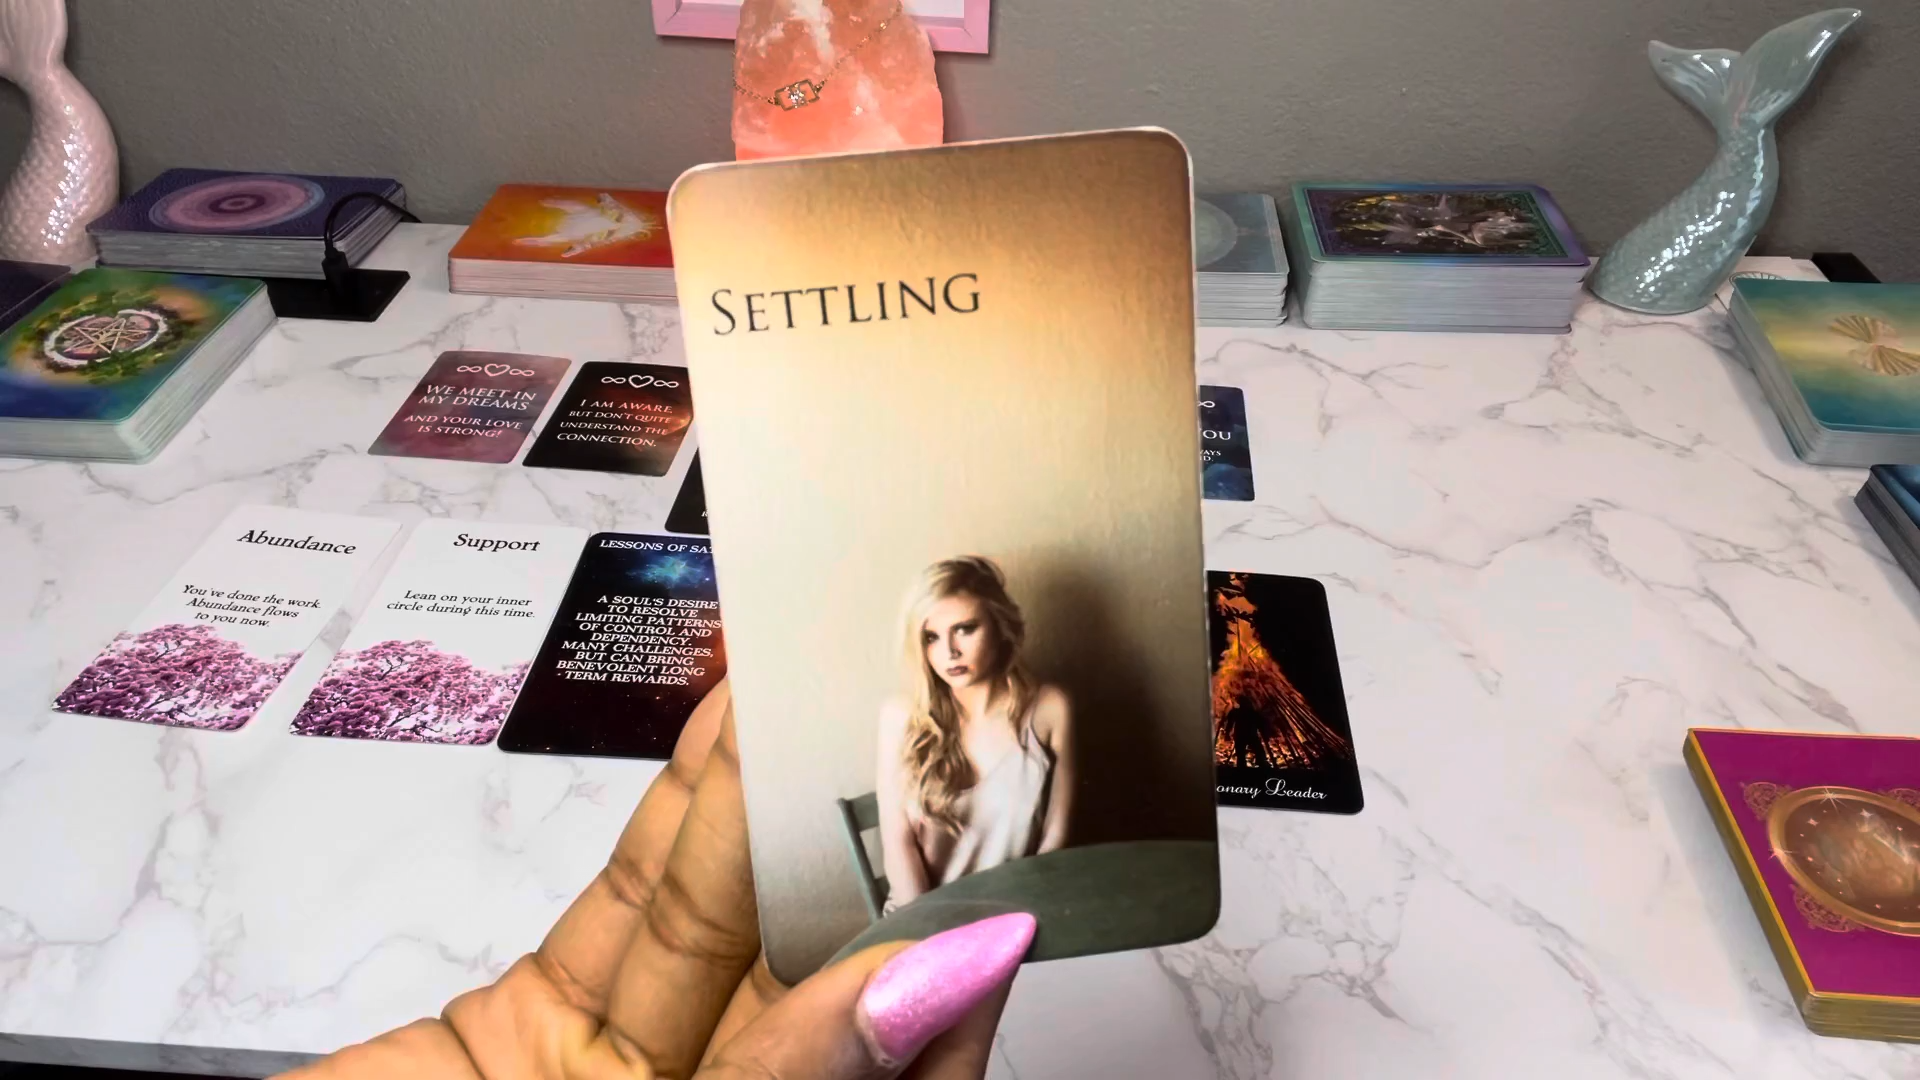 SETTLING
WE MEET IN
MY DREAMS
AND YOUR LOVE
IS STRONG!
I AM AWARE,
BUT DON'T QUITE
UNDERSTAND THE
CONNECTION.
YOU
Abundance
You've done the work.
Abundance flows
to you now.
Support
Lean on your inner
circle during this time.
LESSONS OF
A SOUL'S DESIRE
TO RESOLVE
LIMITING PATTERNS
OF CONTROL AND
DEPENDENCY.
MANY CHALLENGES,
BUT CAN BRING
BENEVOLENT LONG
- TERM REWARDS.
Leader